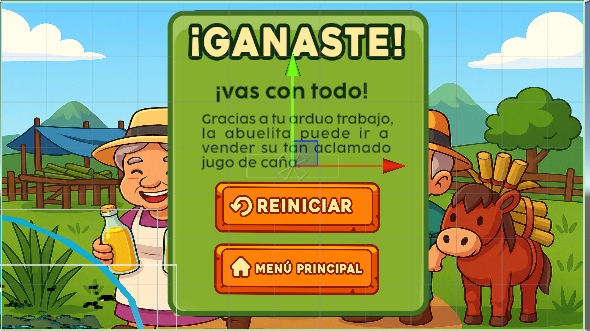 ¡GANASTE!
¡vas con todo!
Gracias a tu arduo trabajo,
la abuelita puede ir a
vender su tan aclamado
jugo de caña
REINICIAR
MENÚ PRINCIPAL